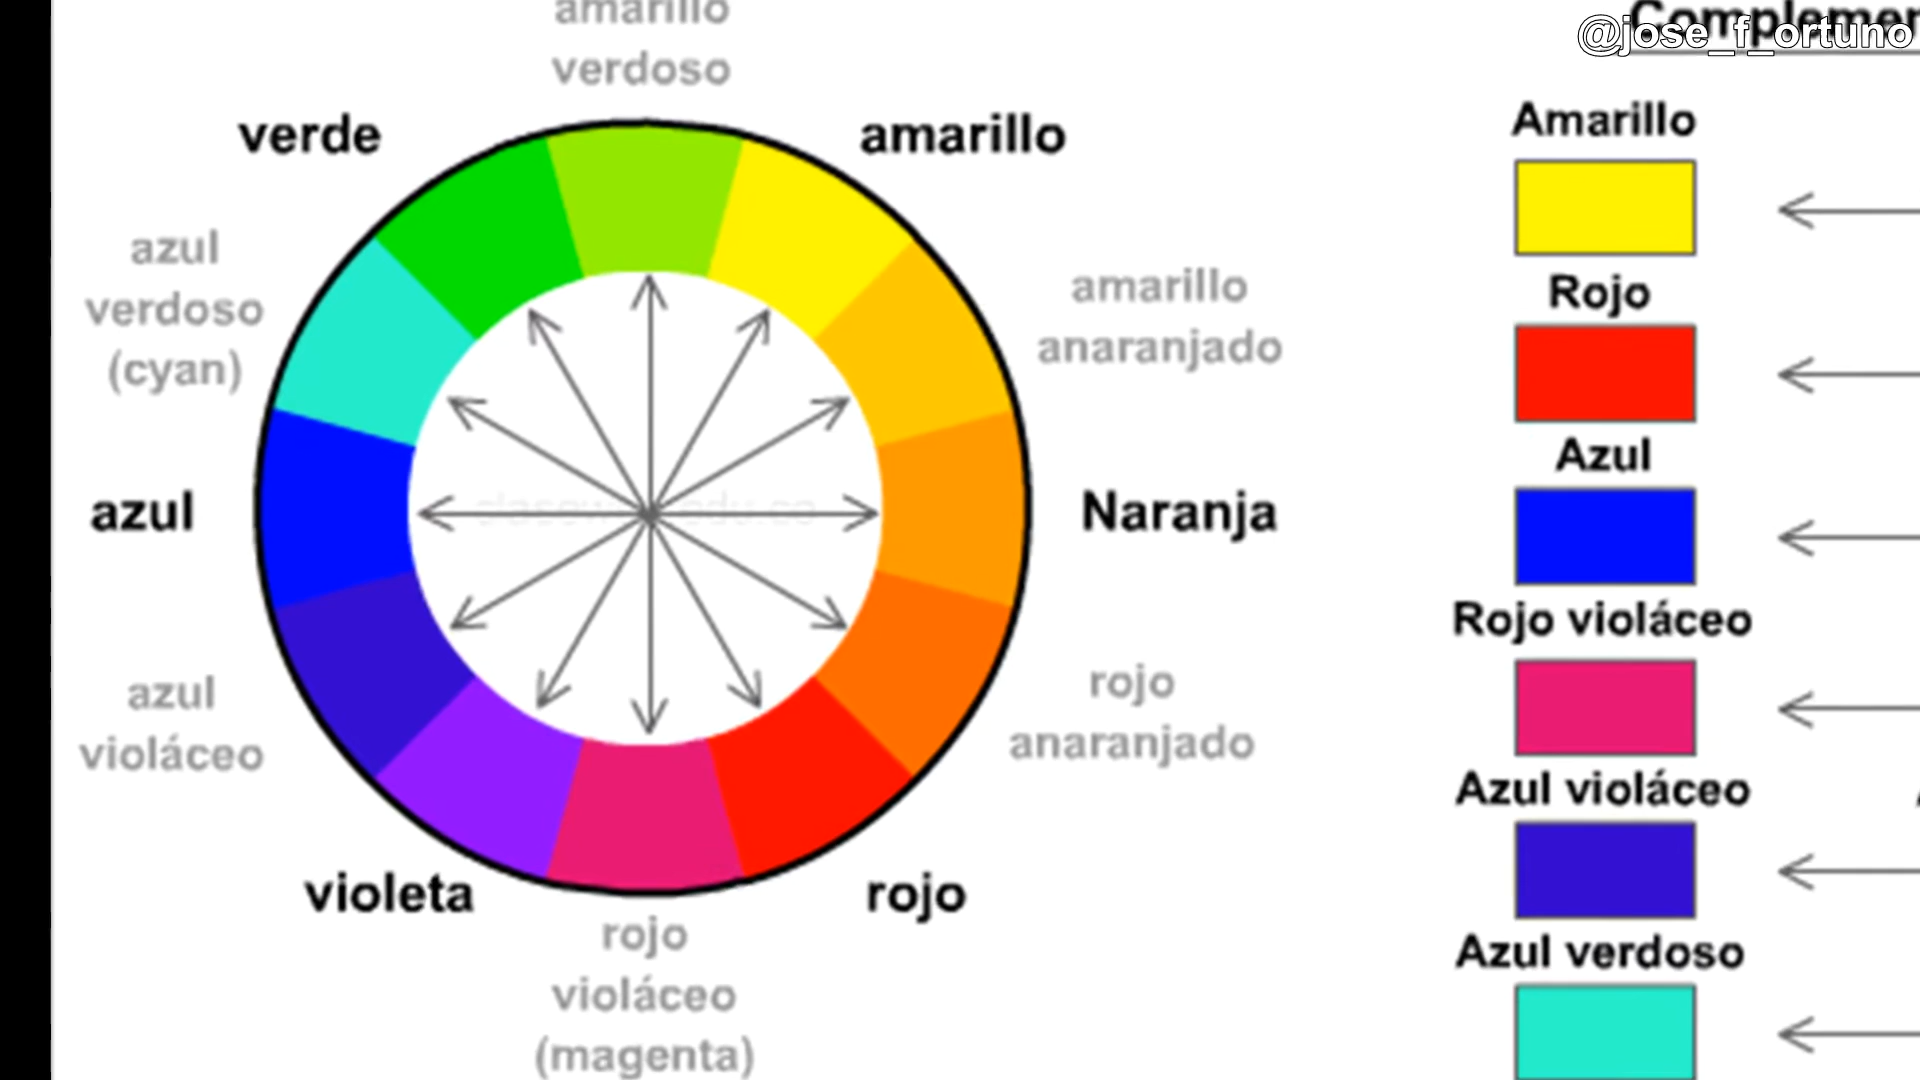 amarillo
verdoso
verde
amarillo
azul
verdoso
(cyan)
amarillo
anaranjado
azul
Naranja
azul
violáceo
rojo
anaranjado
violeta
rojo
rojo
violáceo
(magenta)
@jose_f_ortuno
Amarillo
Rojo
Azul
Rojo violáceo
Azul violáceo
Azul verdoso